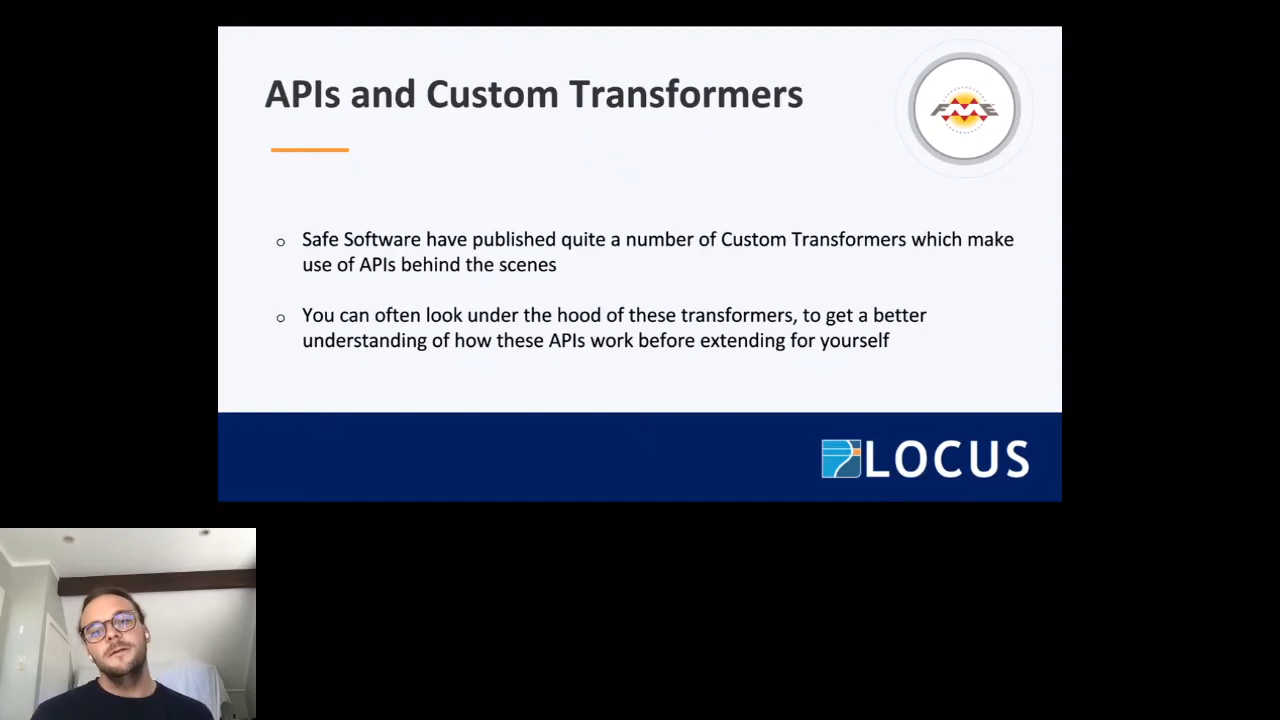 APIs and Custom Transformers
FME
Safe Software have published quite a number of Custom Transformers which make
use of APIs behind the scenes
You can often look under the hood of these transformers, to get a better
understanding of how these APIs work before extending for yourself
LOCUS